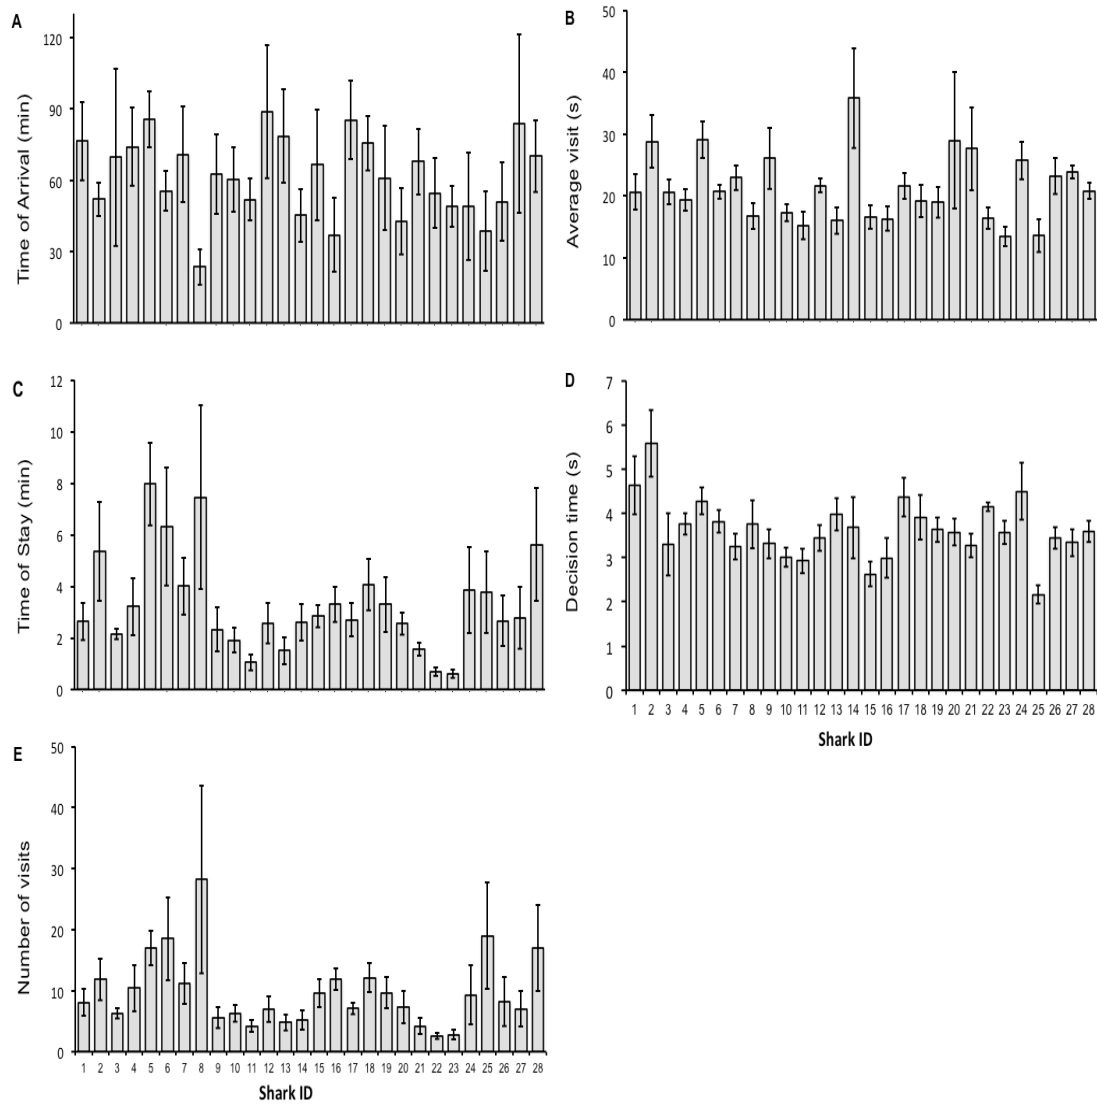 A
Time of Arrival (min)
120
90
60
30
0
B
Average visit (s)
50
40
30
20
10
0
C
Time of Stay (min)
12
10
8
6
4
2
0
D
Decision time (s)
7
6
5
4
3
2
1
0
1 2 3 4 5 6 7 8 9 10 11 12 13 14 15 16 17 18 19 20 21 22 23 24 25 26 27 28
Shark ID
E
Number of visits
50
40
30
20
10
0
1 2 3 4 5 6 7 8 9 10 11 12 13 14 15 16 17 18 19 20 21 22 23 24 25 26 27 28
Shark ID